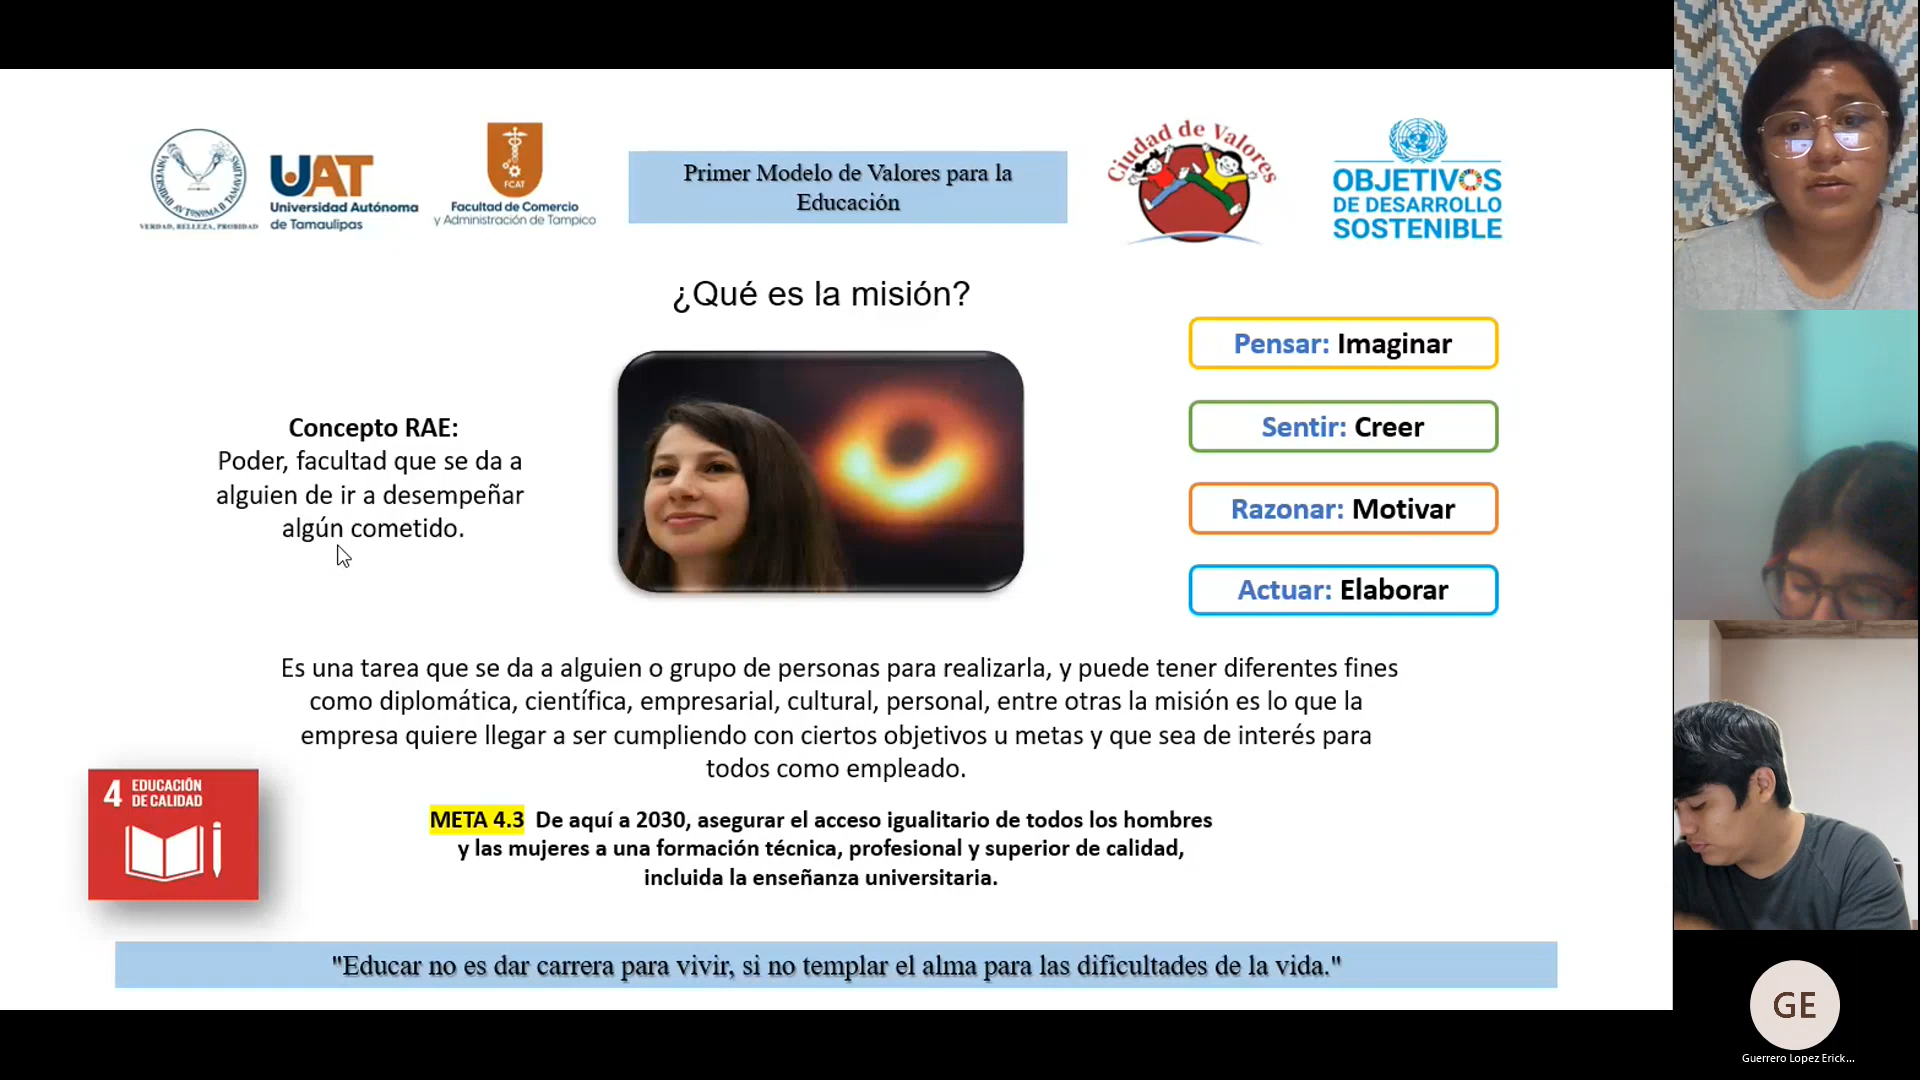 UNIVERSIDAD AUTÓNOMA D TAMAULIPAS
VERDAD, BELLEZA, PROBIDAD
UAT
Universidad Autónoma
de Tamaulipas
FCAT
Facultad de Comercio
y Administración de Tampico
Primer Modelo de Valores para la
Educación
Ciudad de Valores
OBJETIVOS
DE DESARROLLO
SOSTENIBLE
¿Qué es la misión?
Concepto RAE:
Poder, facultad que se da a
alguien de ir a desempeñar
algún cometido.
Pensar: Imaginar
Sentir: Creer
Razonar: Motivar
Actuar: Elaborar
Es una tarea que se da a alguien o grupo de personas para realizarla, y puede tener diferentes fines
como diplomática, científica, empresarial, cultural, personal, entre otras la misión es lo que la
empresa quiere llegar a ser cumpliendo con ciertos objetivos u metas y que sea de interés para
todos como empleado.
4 EDUCACIÓN
DE CALIDAD
META 4.3 De aquí a 2030, asegurar el acceso igualitario de todos los hombres
y las mujeres a una formación técnica, profesional y superior de calidad,
incluida la enseñanza universitaria.
"Educar no es dar carrera para vivir, si no templar el alma para las dificultades de la vida."
GE
Guerrero Lopez Erick...